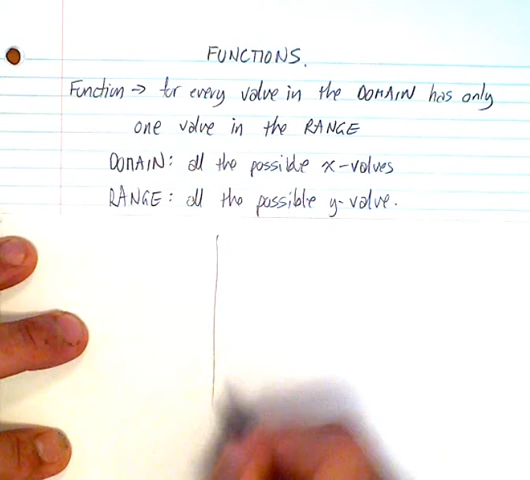 FUNCTIONS.
Function → for every value in the DOMAIN has only
one value in the RANGE
DOMAIN: all the possible x-values
RANGE: all the possible y-value.